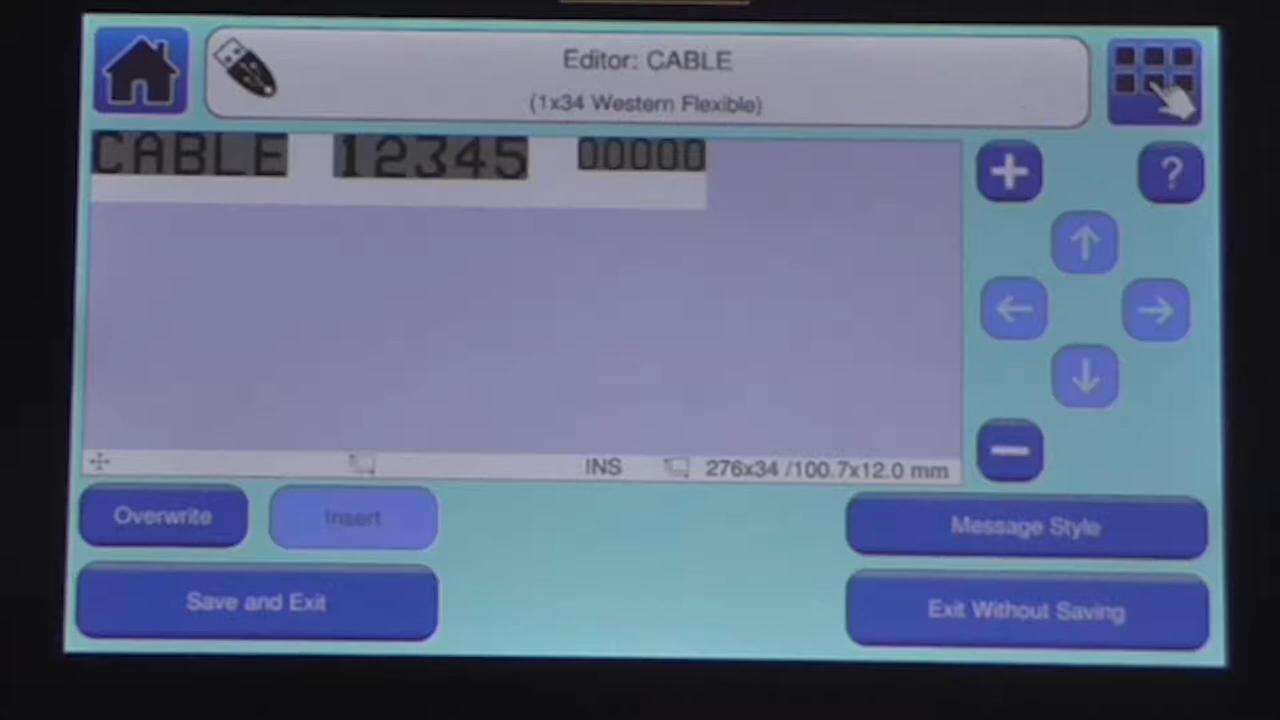 Editor: CABLE
(1x34 Western Flexible)
CABLE 12345 00000
?
INS 276x34 /100.7x12.0 mm
Overwrite Insert Message Style
Save and Exit Exit Without Saving